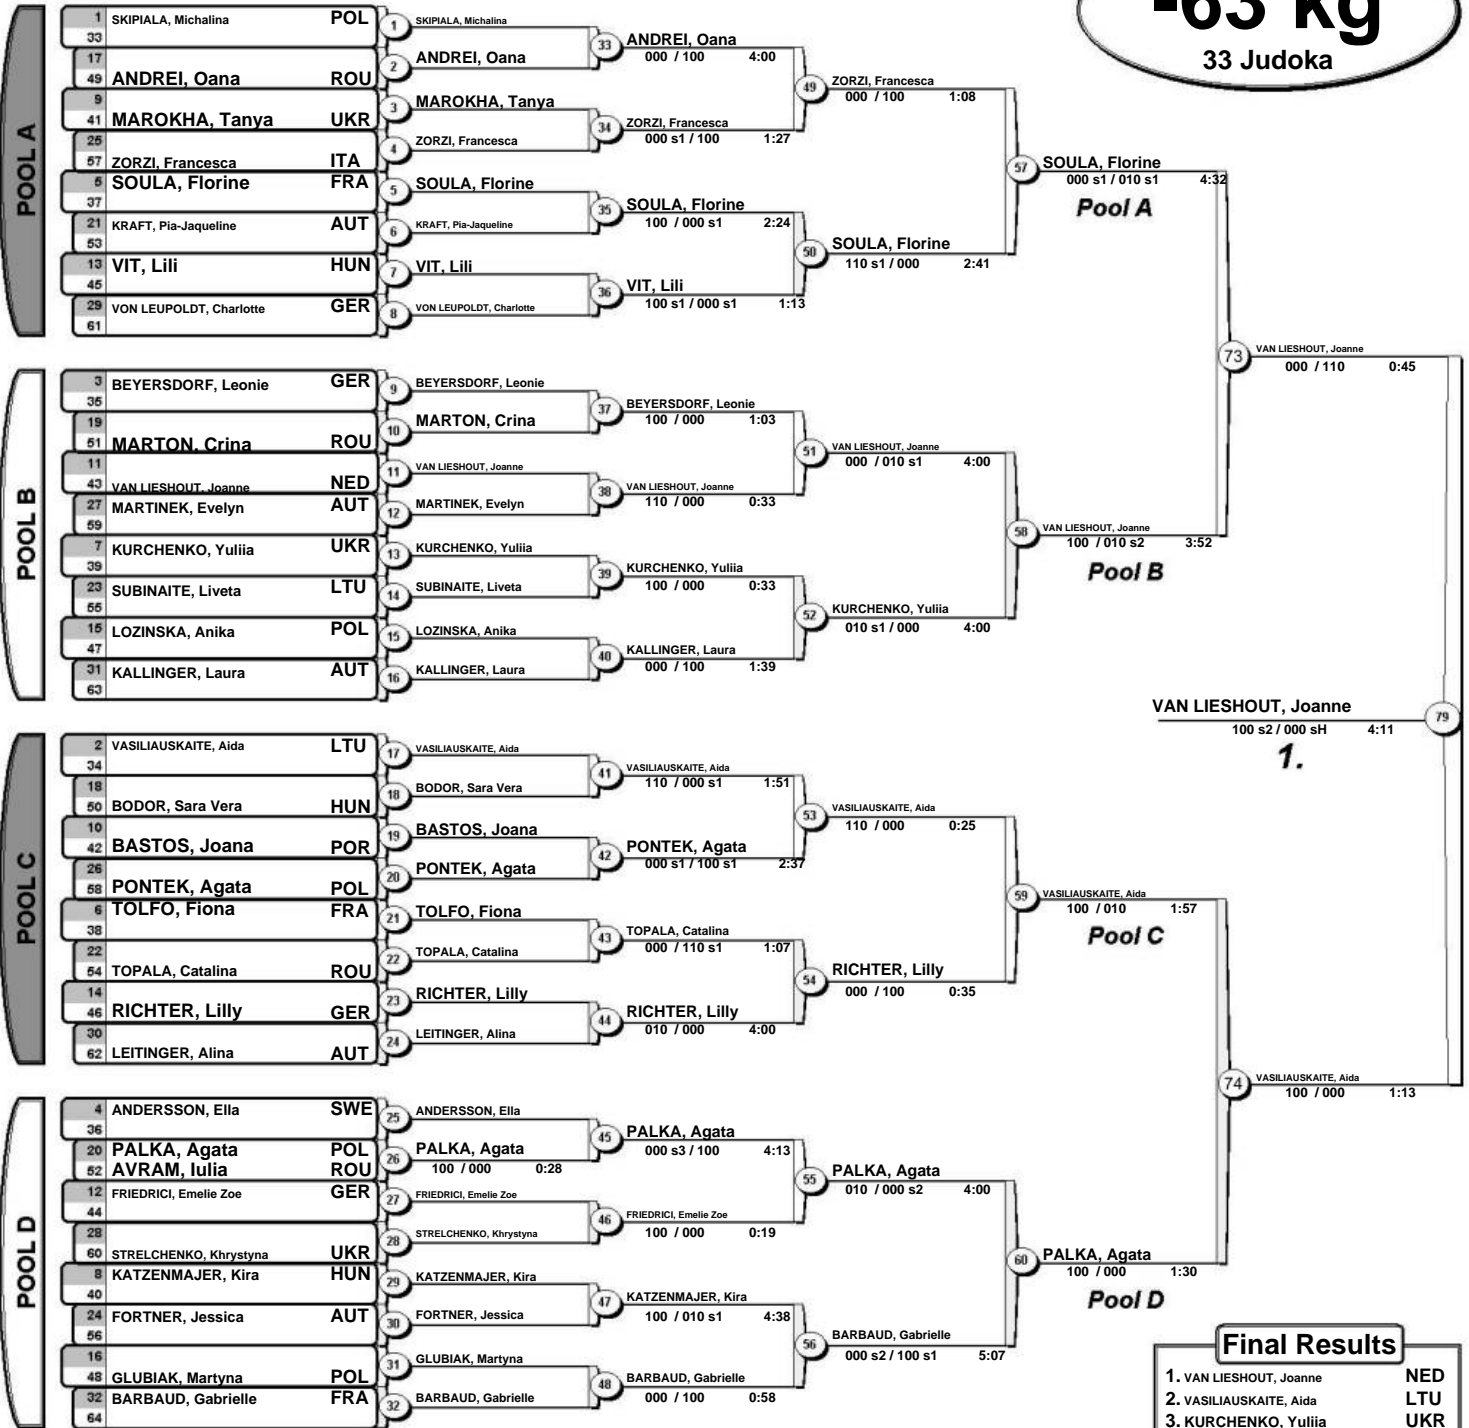 -63 kg
33 Judoka
POOL A
1 SKIPIALA, Michalina POL
33
17
49 ANDREI, Oana ROU
9
41 MAROKHA, Tanya UKR
25
57 ZORZI, Francesca ITA
5 SOULA, Florine FRA
37
21 KRAFT, Pia-Jaqueline AUT
53
13 VIT, Lili HUN
45
29 VON LEUPOLDT, Charlotte GER
61
1 SKIPIALA, Michalina
2 ANDREI, Oana
3 MAROKHA, Tanya
4 ZORZI, Francesca
5 SOULA, Florine
6 KRAFT, Pia-Jaqueline
7 VIT, Lili
8 VON LEUPOLDT, Charlotte
33 ANDREI, Oana
000 / 100 4:00
34 ZORZI, Francesca
000 s1 / 100 1:27
35 SOULA, Florine
100 / 000 s1 2:24
36 VIT, Lili
100 s1 / 000 s1 1:13
49 ZORZI, Francesca
000 / 100 1:08
50 SOULA, Florine
110 s1 / 000 2:41
57 SOULA, Florine
000 s1 / 010 s1 4:32
Pool A
POOL B
3 BEYERSDORF, Leonie GER
35
19
51 MARTON, Crina ROU
11
43 VAN LIESHOUT, Joanne NED
27 MARTINEK, Evelyn AUT
59
7 KURCHENKO, Yuliia UKR
39
23 SUBINAITE, Liveta LTU
55
15 LOZINSKA, Anika POL
47
31 KALLINGER, Laura AUT
63
9 BEYERSDORF, Leonie
10 MARTON, Crina
11 VAN LIESHOUT, Joanne
12 MARTINEK, Evelyn
13 KURCHENKO, Yuliia
14 SUBINAITE, Liveta
15 LOZINSKA, Anika
16 KALLINGER, Laura
37 BEYERSDORF, Leonie
100 / 000 1:03
38 VAN LIESHOUT, Joanne
110 / 000 0:33
39 KURCHENKO, Yuliia
100 / 000 0:33
40 KALLINGER, Laura
000 / 100 1:39
51 VAN LIESHOUT, Joanne
000 / 010 s1 4:00
52 KURCHENKO, Yuliia
010 s1 / 000 4:00
58 VAN LIESHOUT, Joanne
100 / 010 s2 3:52
Pool B
73 VAN LIESHOUT, Joanne
000 / 110 0:45
VAN LIESHOUT, Joanne 79
100 s2 / 000 sH 4:11
1.
POOL C
2 VASILIAUSKAITE, Aida LTU
34
18
50 BODOR, Sara Vera HUN
10
42 BASTOS, Joana POR
26
58 PONTEK, Agata POL
6 TOLFO, Fiona FRA
38
22
54 TOPALA, Catalina ROU
14
46 RICHTER, Lilly GER
30
62 LEITINGER, Alina AUT
17 VASILIAUSKAITE, Aida
18 BODOR, Sara Vera
19 BASTOS, Joana
20 PONTEK, Agata
21 TOLFO, Fiona
22 TOPALA, Catalina
23 RICHTER, Lilly
24 LEITINGER, Alina
41 VASILIAUSKAITE, Aida
110 / 000 s1 1:51
42 PONTEK, Agata
000 s1 / 100 s1 2:37
43 TOPALA, Catalina
000 / 110 s1 1:07
44 RICHTER, Lilly
010 / 000 4:00
53 VASILIAUSKAITE, Aida
110 / 000 0:25
54 RICHTER, Lilly
000 / 100 0:35
59 VASILIAUSKAITE, Aida
100 / 010 1:57
Pool C
POOL D
4 ANDERSSON, Ella SWE
36
20 PALKA, Agata POL
52 AVRAM, Iulia ROU
12 FRIEDRICI, Emelie Zoe GER
44
28
60 STRELCHENKO, Khrystyna UKR
8 KATZENMAJER, Kira HUN
40
24 FORTNER, Jessica AUT
56
16
48 GLUBIAK, Martyna POL
32 BARBAUD, Gabrielle FRA
64
25 ANDERSSON, Ella
26 PALKA, Agata
100 / 000 0:28
27 FRIEDRICI, Emelie Zoe
28 STRELCHENKO, Khrystyna
29 KATZENMAJER, Kira
30 FORTNER, Jessica
31 GLUBIAK, Martyna
32 BARBAUD, Gabrielle
45 PALKA, Agata
000 s3 / 100 4:13
46 FRIEDRICI, Emelie Zoe
100 / 000 0:19
47 KATZENMAJER, Kira
100 / 010 s1 4:38
48 BARBAUD, Gabrielle
000 / 100 0:58
55 PALKA, Agata
010 / 000 s2 4:00
56 BARBAUD, Gabrielle
000 s2 / 100 s1 5:07
60 PALKA, Agata
100 / 000 1:30
Pool D
74 VASILIAUSKAITE, Aida
100 / 000 1:13
Final Results
1. VAN LIESHOUT, Joanne NED
2. VASILIAUSKAITE, Aida LTU
3. KURCHENKO, Yuliia UKR